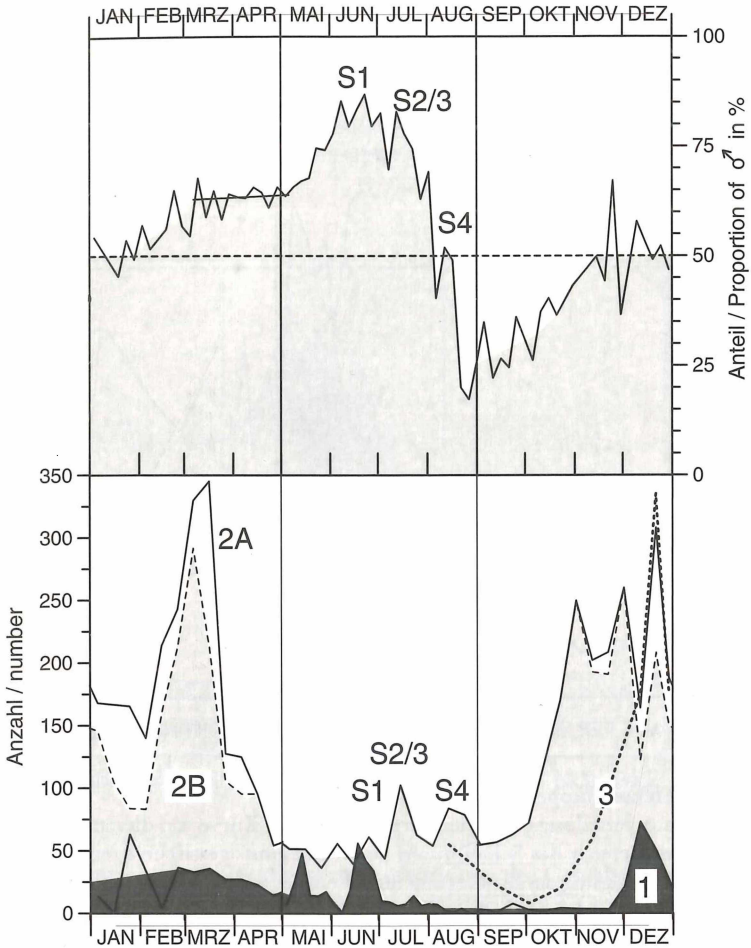 JAN FEB MRZ APR MAI JUN JUL AUG SEP OKT NOV DEZ
100
S1
S2/3
75
S4
50
25
0
Anteil / Proportion of ♂ in %
350
300
2A
250
200
150
S2/3
100
2B
S1
S4
3
50
1
0
Anzahl / number
JAN FEB MRZ APR MAI JUN JUL AUG SEP OKT NOV DEZ